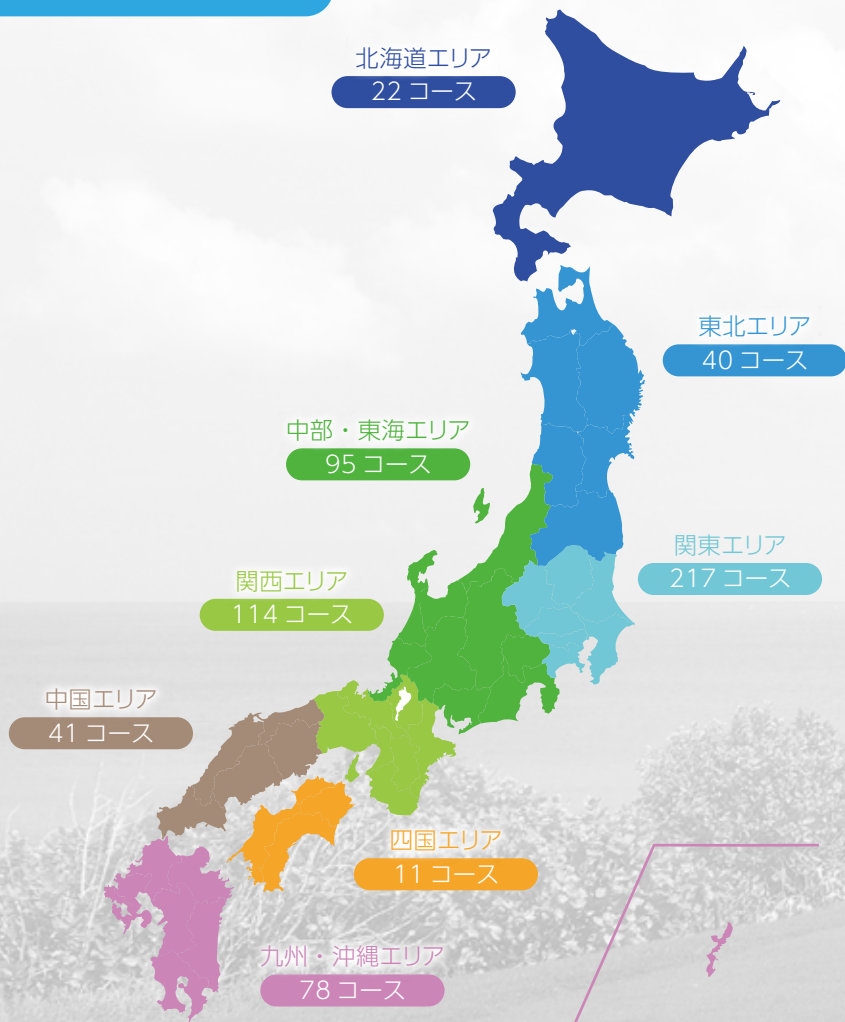 北海道エリア
22 コース
東北エリア
40 コース
中部・東海エリア
95 コース
関東エリア
217 コース
関西エリア
114 コース
中国エリア
41 コース
四国エリア
11 コース
九州・沖縄エリア
78 コース